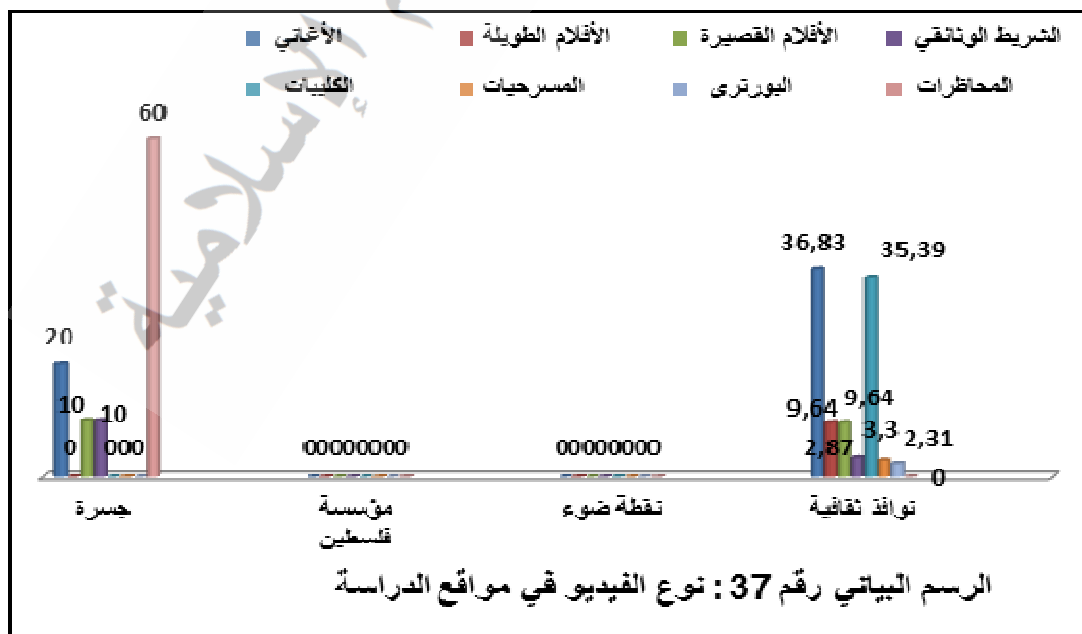 الأغاني الأفلام الطويلة الأفلام القصيرة الشريط الوثائقي
الكليبات المسرحيات البورتري المحاظرات
الإسلامية
60
36,83 35,39
20
10 10 9,64 9,64
0 000 00000000 00000000 2,87 3,3 2,31 0
جسرة مؤسسة فلسطين نقطة ضوء نوافذ ثقافية
الرسم البياني رقم 37 : نوع الفيديو في مواقع الدراسة